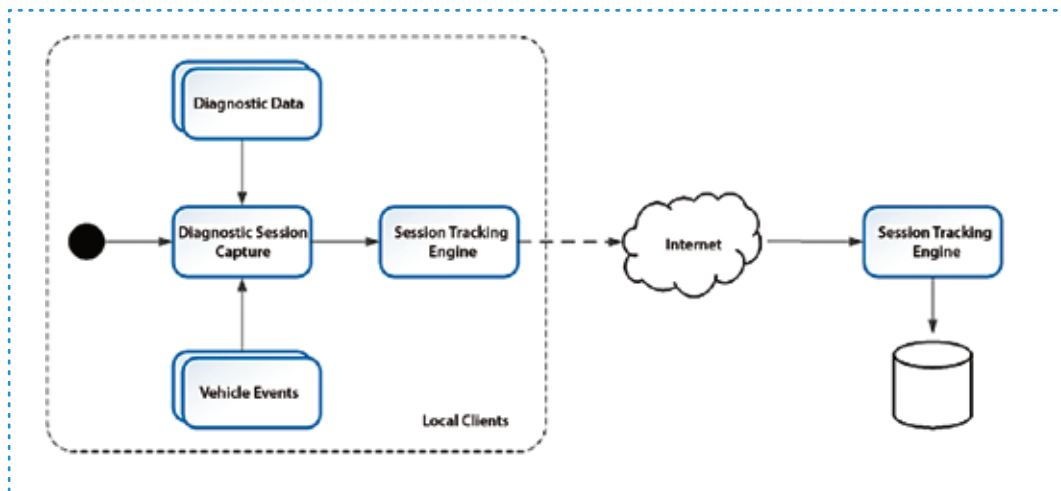 Diagnostic Data
Diagnostic Session
Capture
Session Tracking
Engine
Internet
Session Tracking
Engine
Vehicle Events
Local Clients